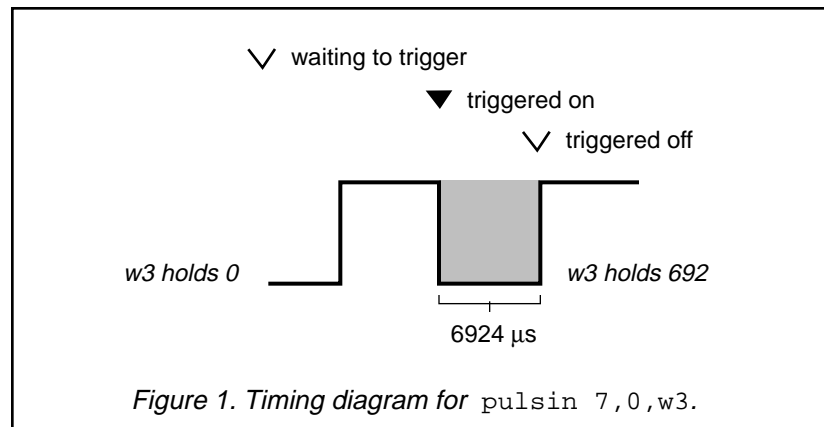 waiting to trigger
triggered on
triggered off
w3 holds 0
w3 holds 692
6924 μs
Figure 1. Timing diagram for pulsin 7,0,w3.